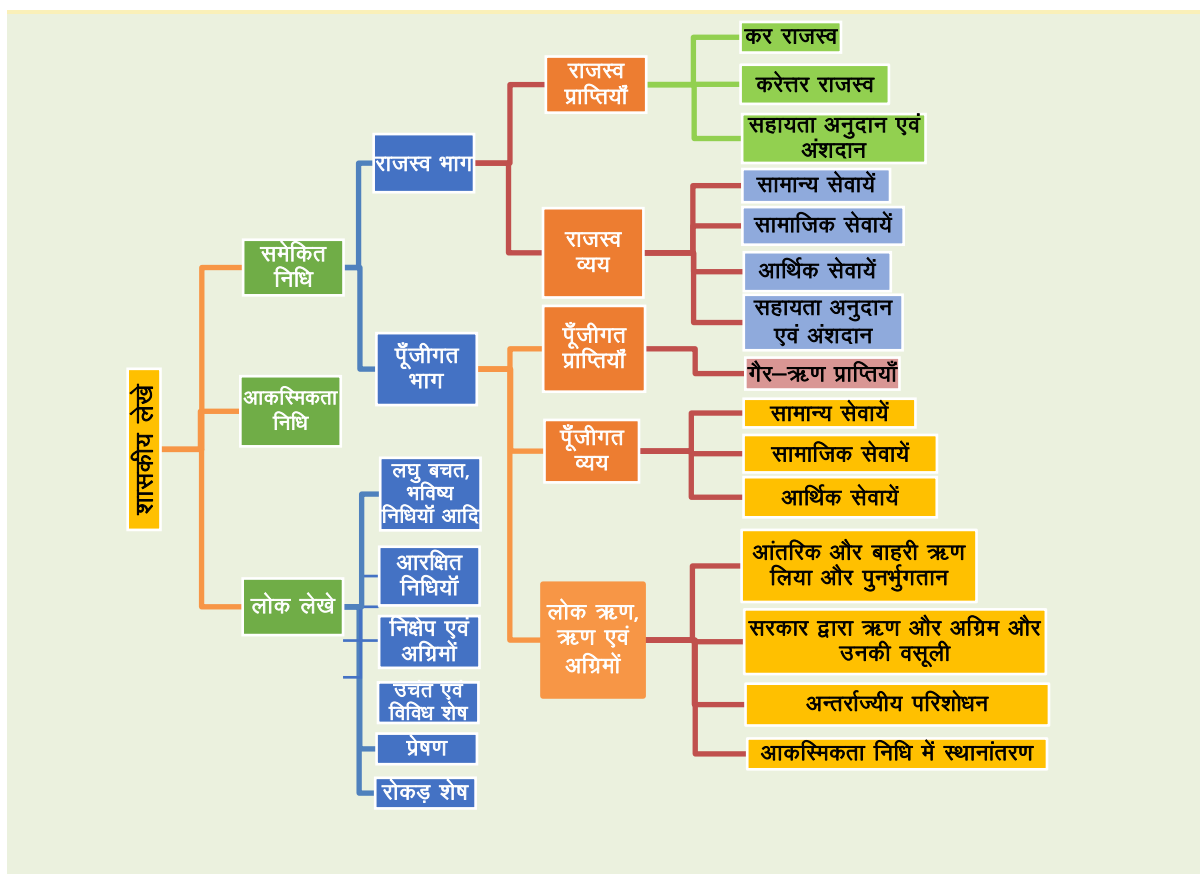 शासकीय लेखे
समेकित
निधि
आकस्मिकता
निधि
लोक लेखे
राजस्व भाग
पूँजीगत
भाग
लघु बचत,
भविष्य
निधियॉ आदि
आरक्षित
निधियॉ
निक्षेप एवं
अग्रिमों
उचंत एवं
विविध शेष
प्रेषण
रोकड़ शेष
राजस्व
प्राप्तियाँ
राजस्व
व्यय
पूँजीगत
प्राप्तियाँ
पूँजीगत
व्यय
लोक ऋण,
ऋण एवं
अग्रिमों
कर राजस्व
करेत्तर राजस्व
सहायता अनुदान एवं
अंशदान
सामान्य सेवायें
सामाजिक सेवायें
आर्थिक सेवायें
सहायता अनुदान
एवं अंशदान
गैर–ऋण प्राप्तियाँ
सामान्य सेवायें
सामाजिक सेवायें
आर्थिक सेवायें
आंतरिक और बाहरी ऋण
लिया और पुनर्भुगतान
सरकार द्वारा ऋण और अग्रिम और
उनकी वसूली
अन्तर्राज्यीय परिशोधन
आकस्मिकता निधि में स्थानांतरण